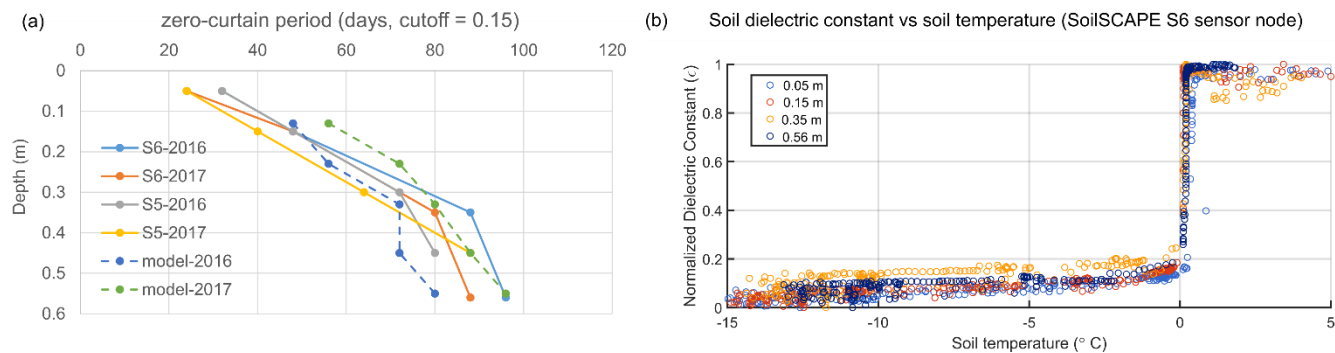 (a)
zero-curtain period (days, cutoff = 0.15)
0 20 40 60 80 100 120
0
0.1
0.2
0.3
0.4
0.5
0.6
Depth (m)
S6-2016
S6-2017
S5-2016
S5-2017
model-2016
model-2017
(b)
Soil dielectric constant vs soil temperature (SoilSCAPE S6 sensor node)
1
0.8
0.6
0.4
0.2
0
Normalized Dielectric Constant (ϵ)
0.05 m
0.15 m
0.35 m
0.56 m
-15 -10 -5 0 5
Soil temperature (° C)